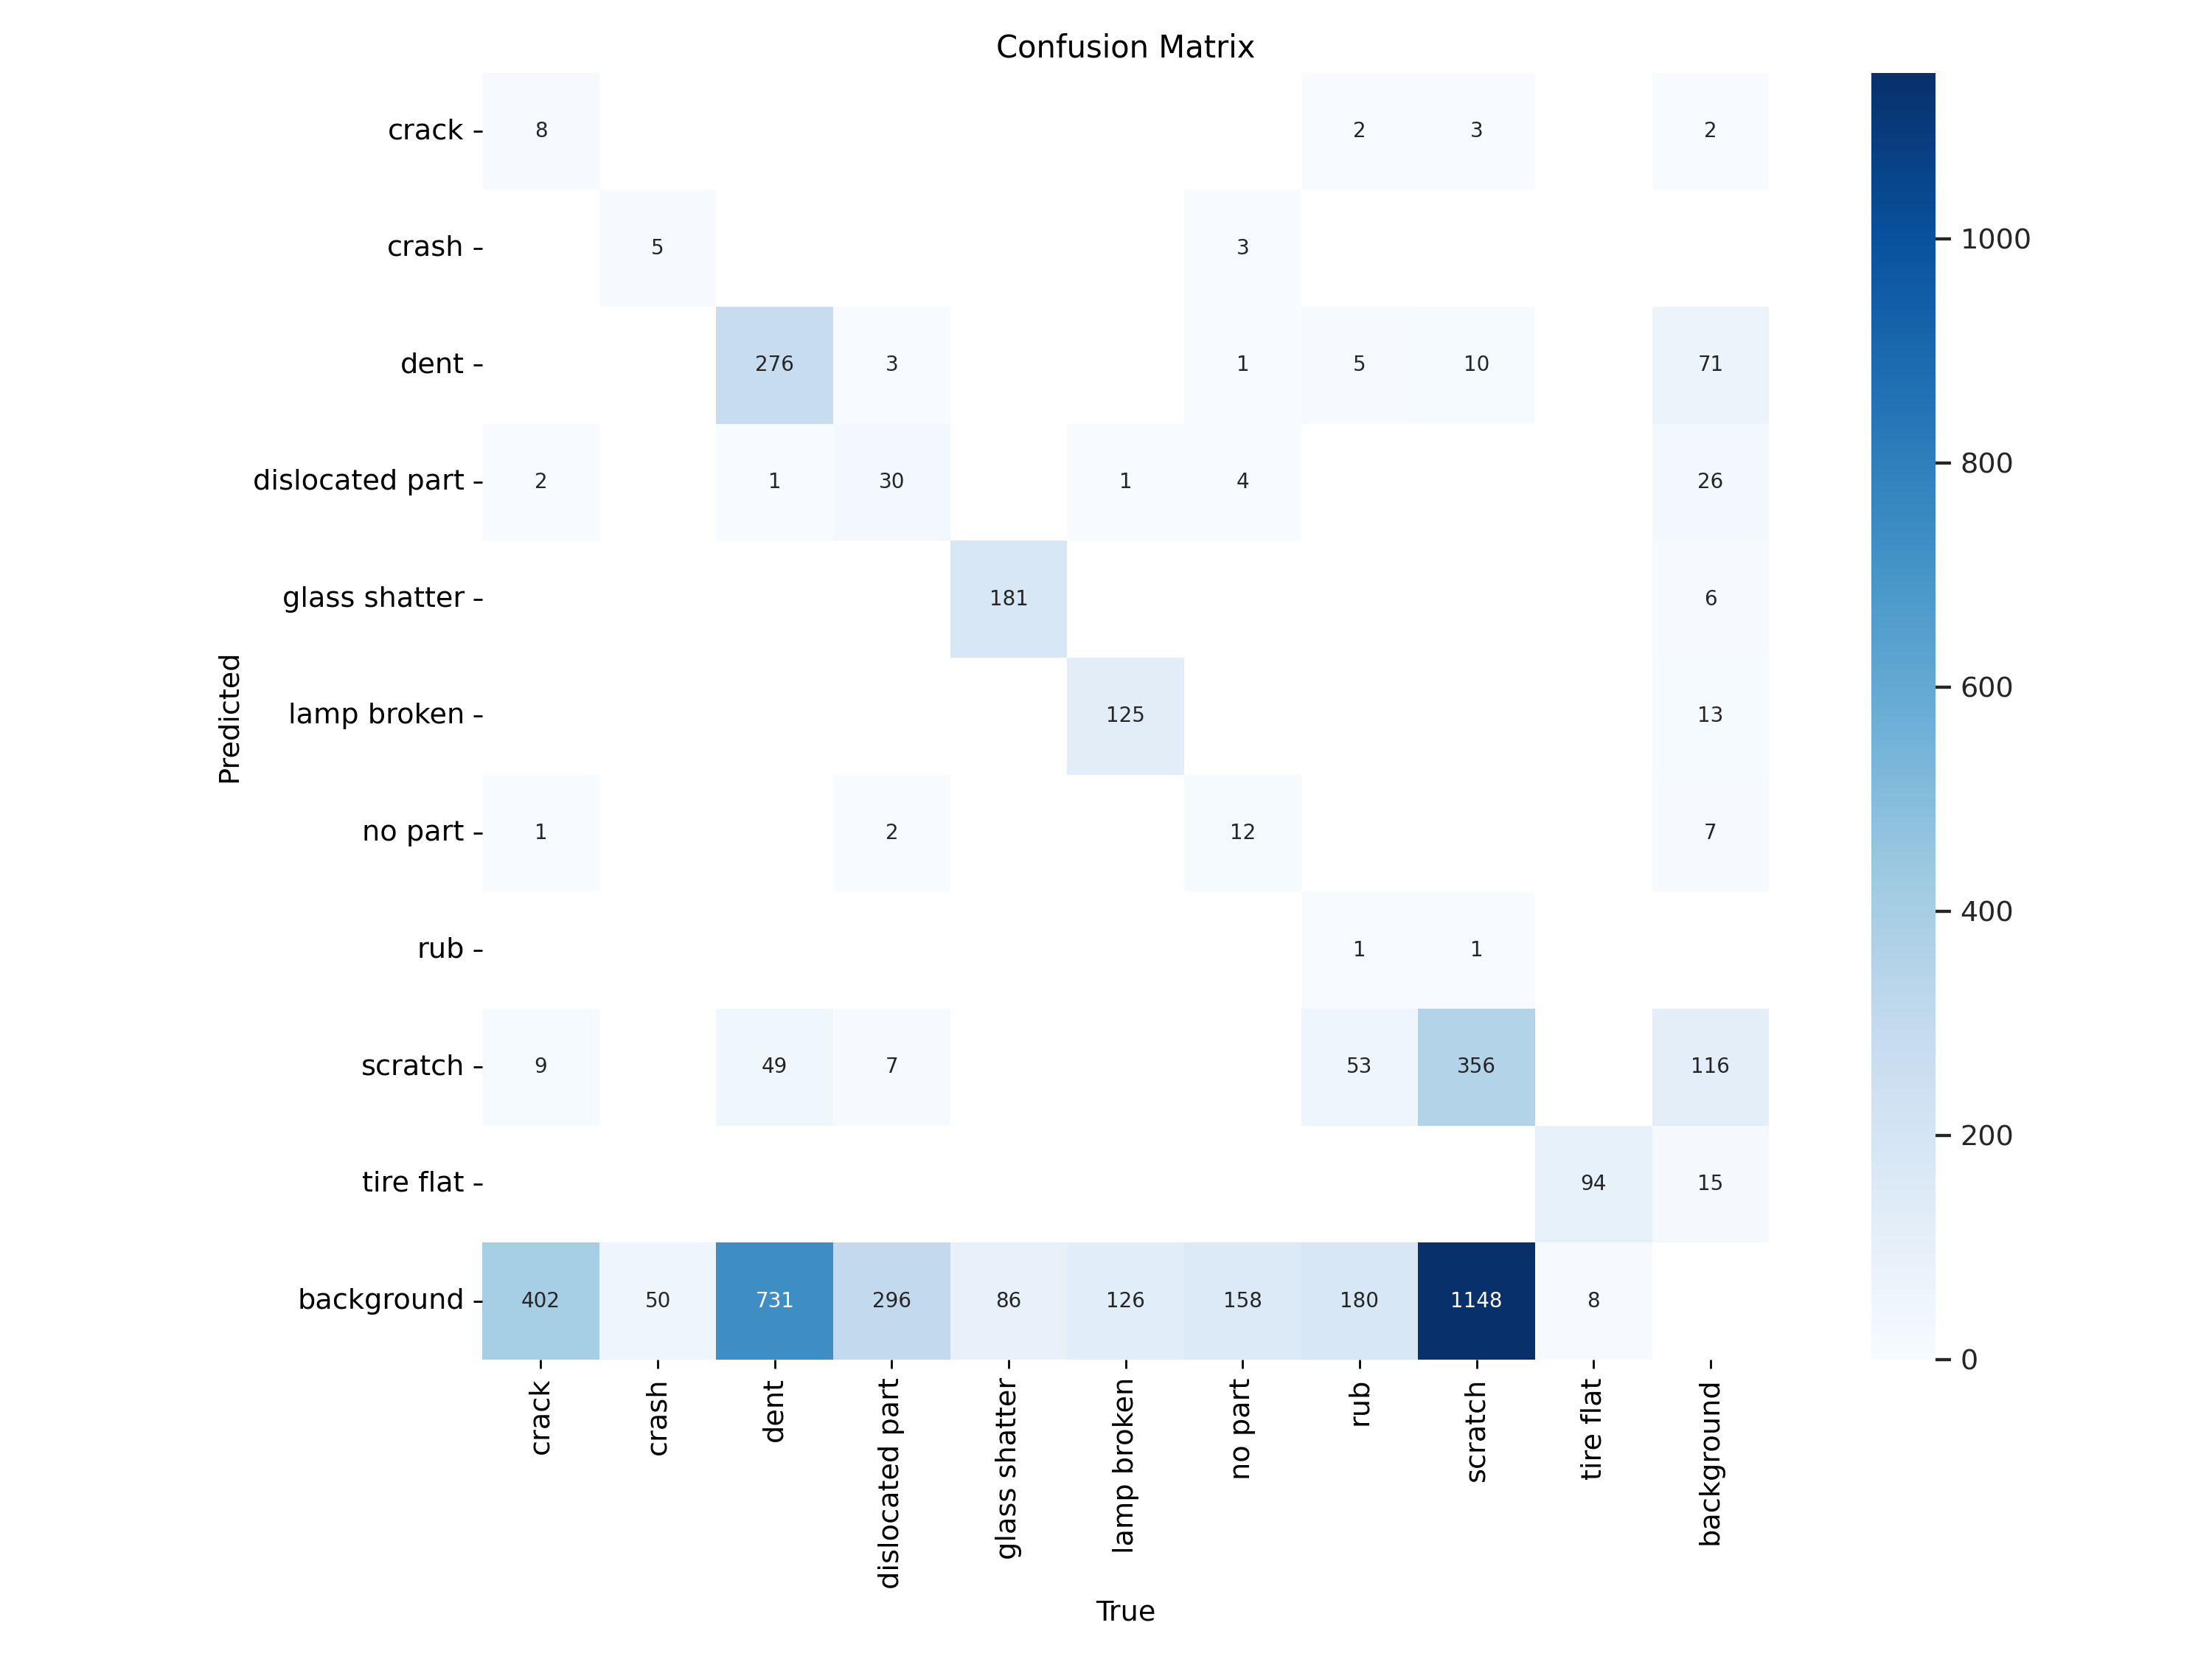 Confusion Matrix
crack 8 2 3 2
crash 5 3
1000
dent 276 3 1 5 10 71
800
dislocated part 2 1 30 1 4 26
glass shatter 181 6
600
Predicted
lamp broken 125 13
no part 1 2 12 7
400
rub 1 1
scratch 9 49 7 53 356 116
200
tire flat 94 15
background 402 50 731 296 86 126 158 180 1148 8
0
crack crash dent dislocated part glass shatter lamp broken no part rub scratch tire flat background
True